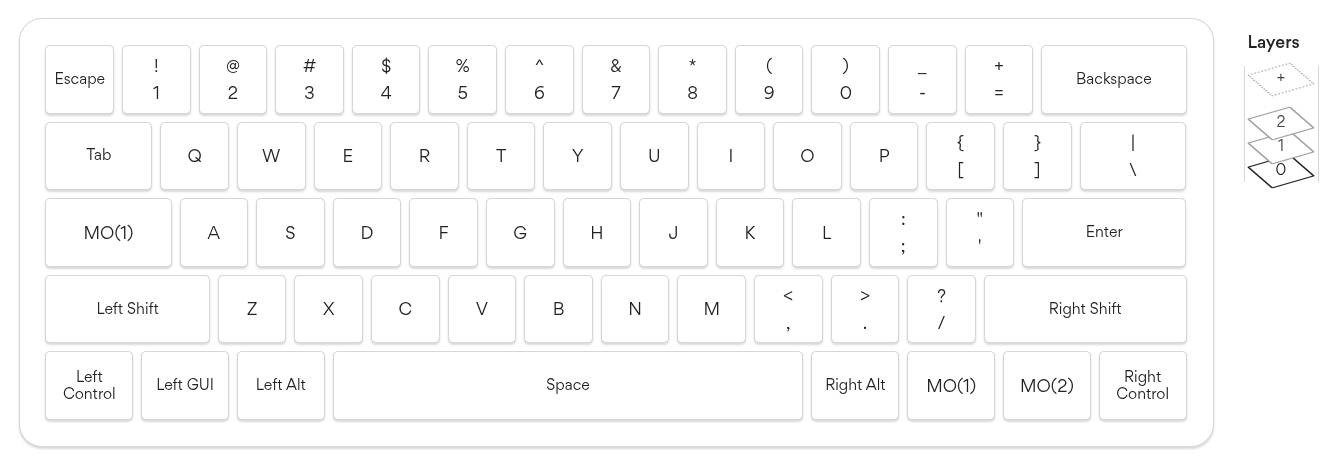 Layers
+
2
1
0
Escape ! @ # $ % ^ & * ( ) _ + Backspace
1 2 3 4 5 6 7 8 9 0 - =
Tab Q W E R T Y U I O P { } |
[ ] \
MO(1) A S D F G H J K L : " Enter
; '
Left Shift Z X C V B N M < > ? Right Shift
, . /
Left Control Left GUI Left Alt Space Right Alt MO(1) MO(2) Right Control